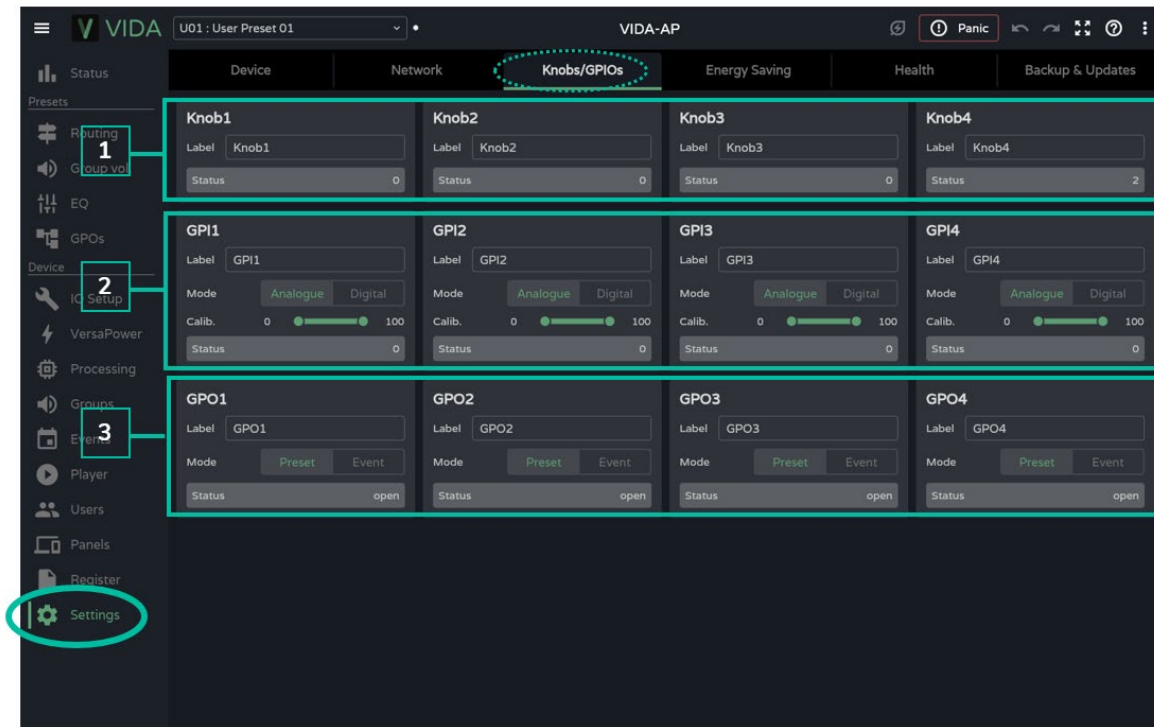 VIDA U01 : User Preset 01 VIDA-AP Panic
Status Device Network Knobs/GPIOs Energy Saving Health Backup & Updates
Presets
Routing
Group vol
EQ
GPOs
Device
IO Setup
VersaPower
Processing
Groups
Events
Player
Users
Panels
Register
Settings
1
Knob1 Knob2 Knob3 Knob4
Label Knob1 Label Knob2 Label Knob3 Label Knob4
Status 0 Status 0 Status 0 Status 2
2
GPI1 GPI2 GPI3 GPI4
Label GPI1 Label GPI2 Label GPI3 Label GPI4
Mode Analogue Digital Mode Analogue Digital Mode Analogue Digital Mode Analogue Digital
Calib. 0 100 Calib. 0 100 Calib. 0 100 Calib. 0 100
Status 0 Status 0 Status 0 Status 0
3
GPO1 GPO2 GPO3 GPO4
Label GPO1 Label GPO2 Label GPO3 Label GPO4
Mode Preset Event Mode Preset Event Mode Preset Event Mode Preset Event
Status open Status open Status open Status open